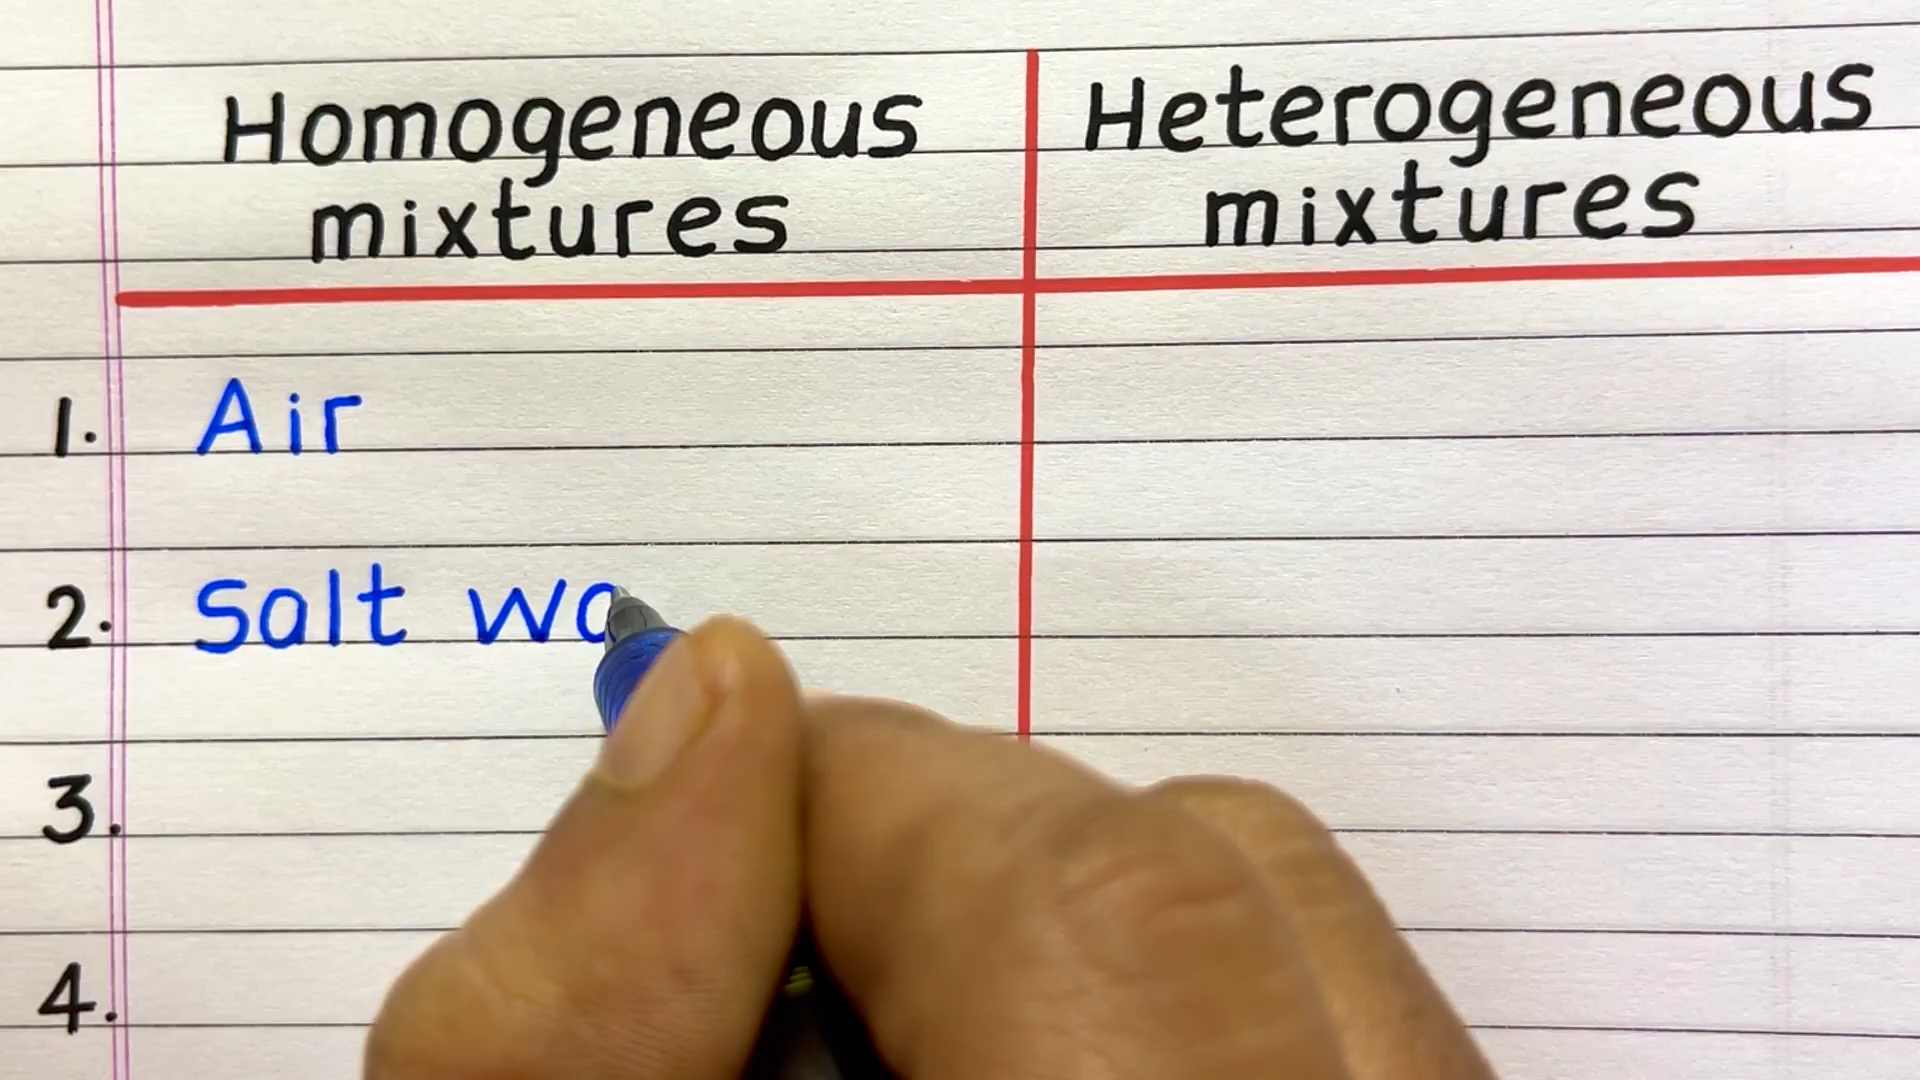 Homogeneous mixtures
Heterogeneous mixtures
1. Air
2. Salt wa
3.
4.